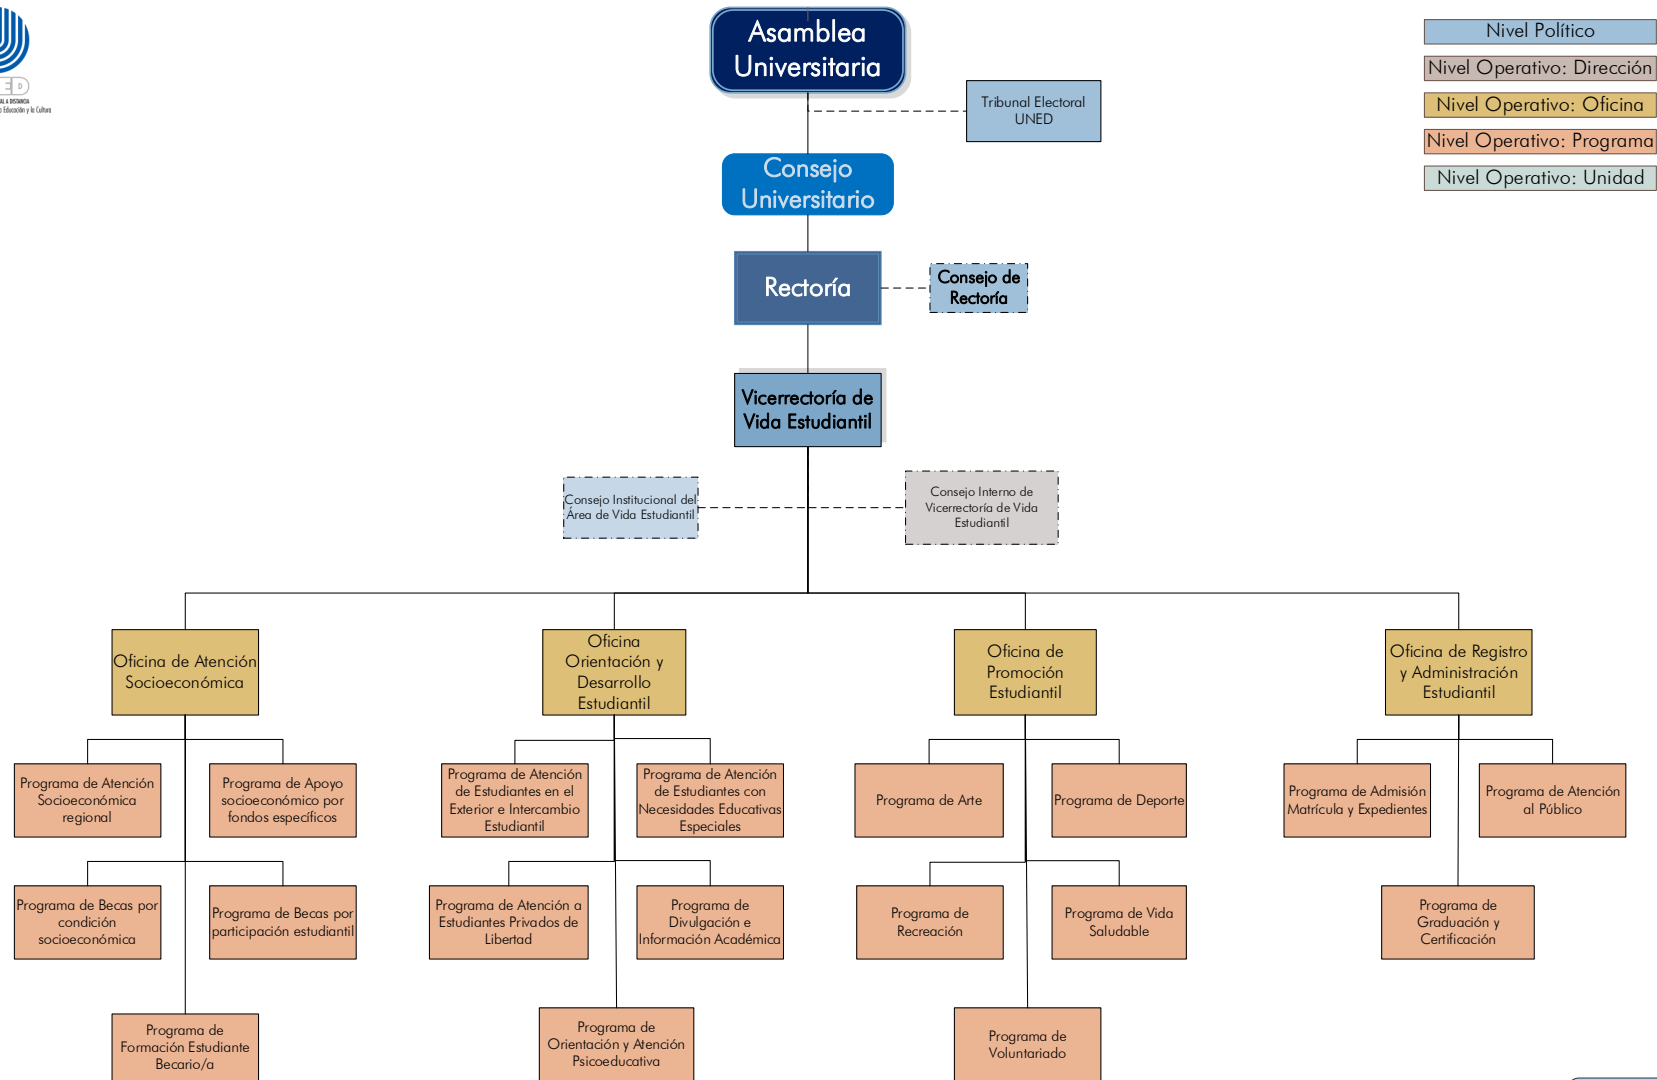 Asamblea
Universitaria
Tribunal Electoral
UNED
Consejo
Universitario
Rectoría
Consejo de
Rectoría
Vicerrectoría de
Vida Estudiantil
Consejo Institucional del
Área de Vida Estudiantil
Consejo Interno de
Vicerrectoría de Vida
Estudiantil
Nivel Político
Nivel Operativo: Dirección
Nivel Operativo: Oficina
Nivel Operativo: Programa
Nivel Operativo: Unidad
Oficina de Atención
Socioeconómica
Oficina
Orientación y
Desarrollo
Estudiantil
Oficina de
Promoción
Estudiantil
Oficina de Registro
y Administración
Estudiantil
Programa de Atención
Socioeconómica
regional
Programa de Apoyo
socioeconómico por
fondos específicos
Programa de Atención
de Estudiantes en el
Exterior e Intercambio
Estudiantil
Programa de Atención
de Estudiantes con
Necesidades Educativas
Especiales
Programa de Arte
Programa de Deporte
Programa de Admisión
Matrícula y Expedientes
Programa de Atención
al Público
Programa de Becas por
condición
socioeconómica
Programa de Becas por
participación estudiantil
Programa de Atención a
Estudiantes Privados de
Libertad
Programa de
Divulgación e
Información Académica
Programa de
Recreación
Programa de Vida
Saludable
Programa de
Graduación y
Certificación
Programa de
Formación Estudiante
Becario/a
Programa de
Orientación y Atención
Psicoeducativa
Programa de
Voluntariado
ED
Educación y la Cultura